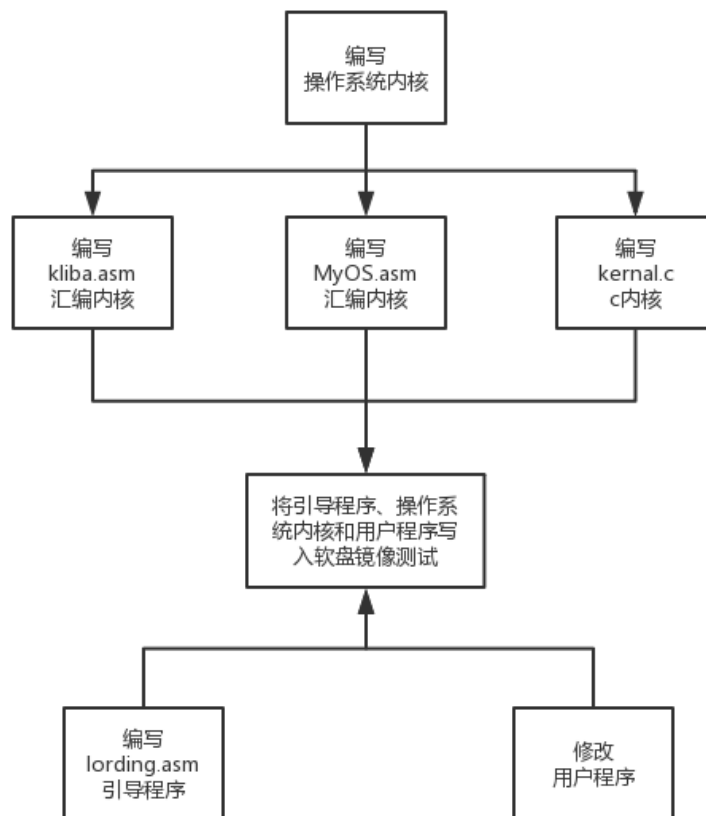 编写
操作系统内核
编写
kliba.asm
汇编内核
编写
MyOS.asm
汇编内核
编写
kernal.c
c内核
将引导程序、操作系
统内核和用户程序写
入软盘镜像测试
编写
lording.asm
引导程序
修改
用户程序